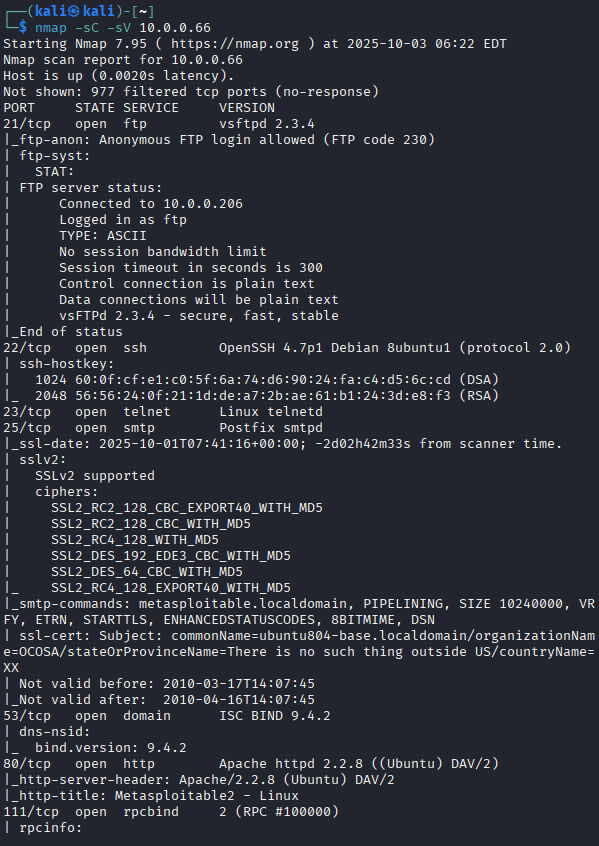 ┌──(kali㉿kali)-[~]
└─$ nmap -sC -sV 10.0.0.66
Starting Nmap 7.95 ( https://nmap.org ) at 2025-10-03 06:22 EDT
Nmap scan report for 10.0.0.66
Host is up (0.0020s latency).
Not shown: 977 filtered tcp ports (no-response)
PORT     STATE SERVICE     VERSION
21/tcp   open  ftp         vsftpd 2.3.4
|_ftp-anon: Anonymous FTP login allowed (FTP code 230)
| ftp-syst:
|   STAT:
| FTP server status:
|      Connected to 10.0.0.206
|      Logged in as ftp
|      TYPE: ASCII
|      No session bandwidth limit
|      Session timeout in seconds is 300
|      Control connection is plain text
|      Data connections will be plain text
|      vsFTPd 2.3.4 - secure, fast, stable
|_End of status
22/tcp   open  ssh         OpenSSH 4.7p1 Debian 8ubuntu1 (protocol 2.0)
| ssh-hostkey:
|   1024 60:0f:cf:e1:c0:5f:6a:74:d6:90:24:fa:c4:d5:6c:cd (DSA)
|_  2048 56:56:24:0f:21:1d:de:a7:2b:ae:61:b1:24:3d:e8:f3 (RSA)
23/tcp   open  telnet      Linux telnetd
25/tcp   open  smtp        Postfix smtpd
|_ssl-date: 2025-10-01T07:41:16+00:00; -2d02h42m33s from scanner time.
| sslv2:
|   SSLv2 supported
|   ciphers:
|     SSL2_RC2_128_CBC_EXPORT40_WITH_MD5
|     SSL2_RC2_128_CBC_WITH_MD5
|     SSL2_RC4_128_WITH_MD5
|     SSL2_DES_192_EDE3_CBC_WITH_MD5
|     SSL2_DES_64_CBC_WITH_MD5
|_    SSL2_RC4_128_EXPORT40_WITH_MD5
|_smtp-commands: metasploitable.localdomain, PIPELINING, SIZE 10240000, VR
FY, ETRN, STARTTLS, ENHANCEDSTATUSCODES, 8BITMIME, DSN
| ssl-cert: Subject: commonName=ubuntu804-base.localdomain/organizationNam
e=OCOSA/stateOrProvinceName=There is no such thing outside US/countryName=
XX
| Not valid before: 2010-03-17T14:07:45
|_Not valid after:  2010-04-16T14:07:45
53/tcp   open  domain      ISC BIND 9.4.2
| dns-nsid:
|_  bind.version: 9.4.2
80/tcp   open  http        Apache httpd 2.2.8 ((Ubuntu) DAV/2)
|_http-server-header: Apache/2.2.8 (Ubuntu) DAV/2
|_http-title: Metasploitable2 - Linux
111/tcp  open  rpcbind     2 (RPC #100000)
| rpcinfo: